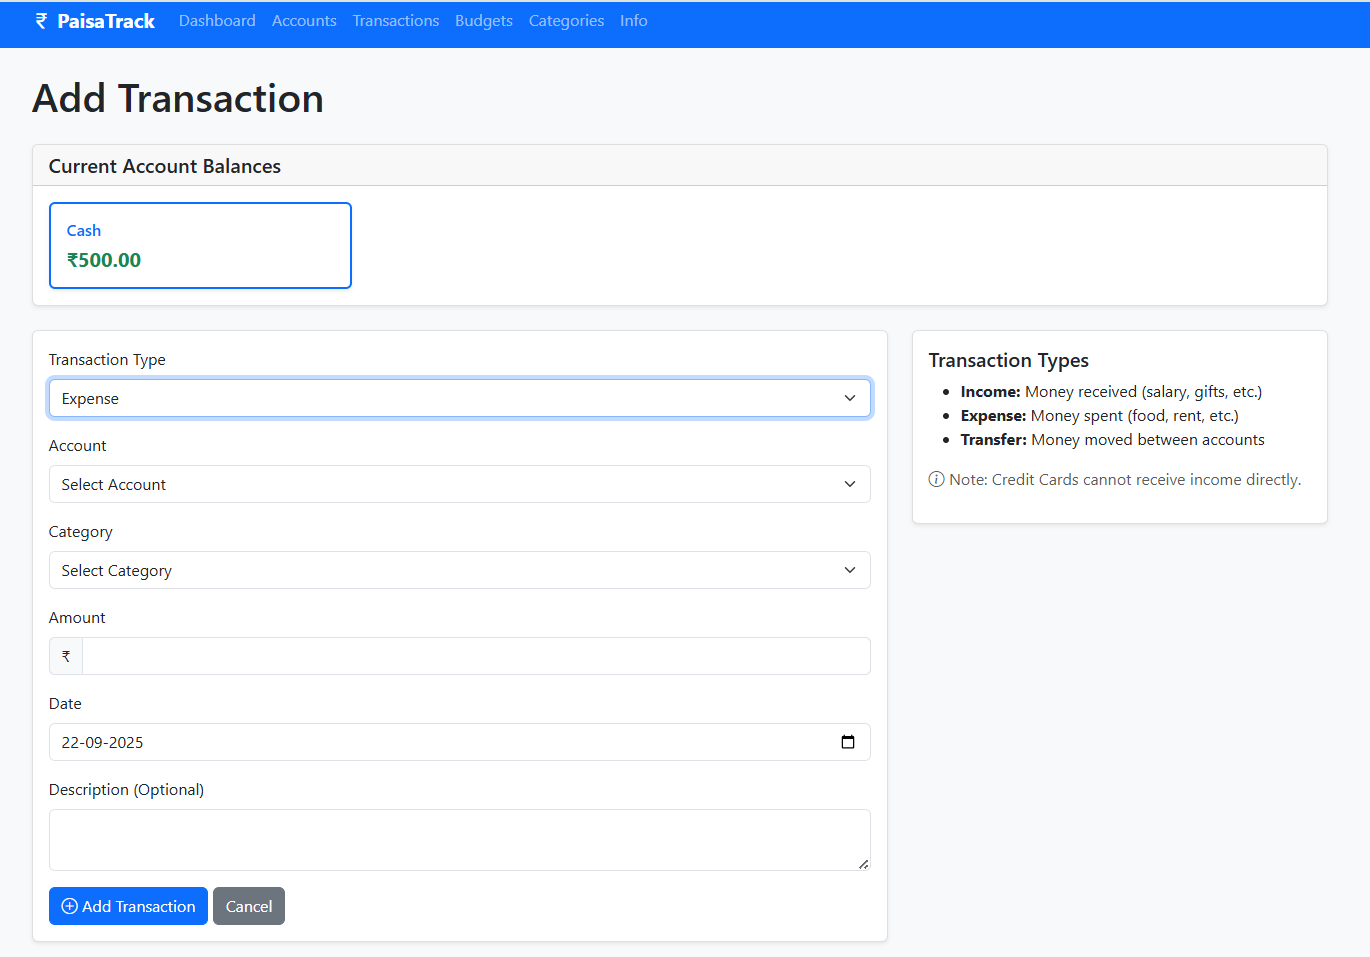 ₹ PaisaTrack Dashboard Accounts Transactions Budgets Categories Info
Add Transaction
Current Account Balances
Cash
₹500.00
Transaction Type
Expense
Account
Select Account
Category
Select Category
Amount
₹
Date
22-09-2025
Description (Optional)
Add Transaction Cancel
Transaction Types
Income: Money received (salary, gifts, etc.)
Expense: Money spent (food, rent, etc.)
Transfer: Money moved between accounts
Note: Credit Cards cannot receive income directly.